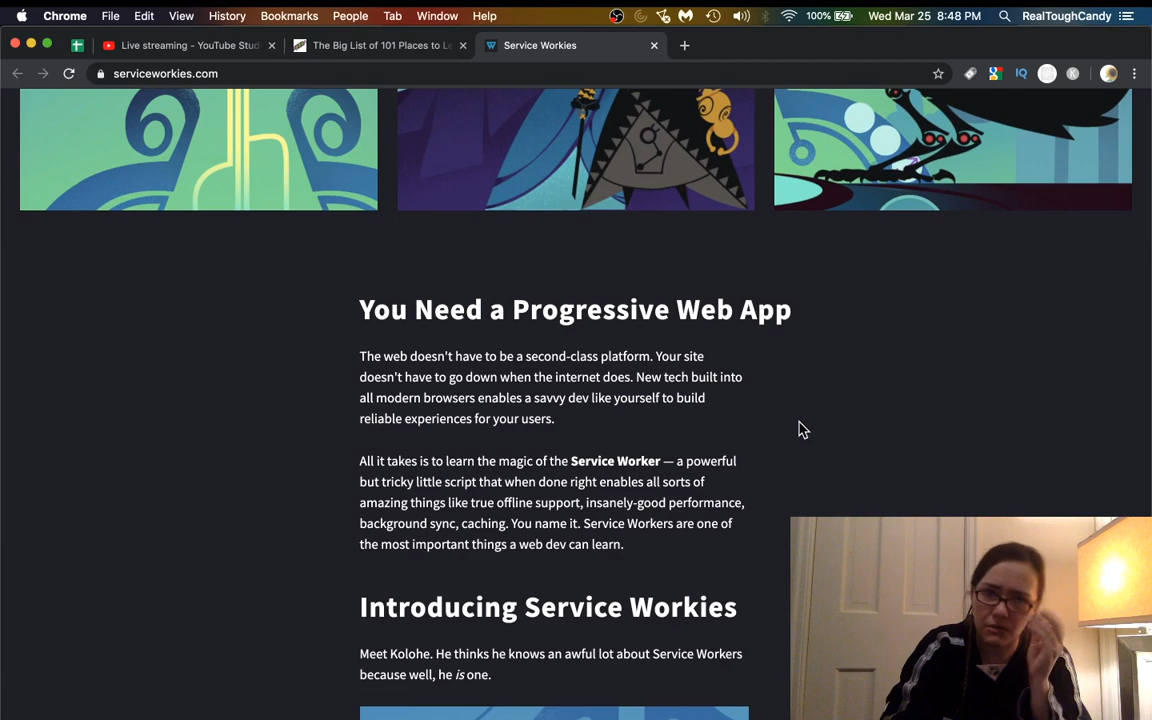 Chrome File Edit View History Bookmarks People Tab Window Help 100% Wed Mar 25 8:48 PM RealToughCandy
Live streaming - YouTube Stud The Big List of 101 Places to Le Service Workies
serviceworkies.com IQ K
You Need a Progressive Web App
The web doesn't have to be a second-class platform. Your site
doesn't have to go down when the internet does. New tech built into
all modern browsers enables a savvy dev like yourself to build
reliable experiences for your users.
All it takes is to learn the magic of the Service Worker — a powerful
but tricky little script that when done right enables all sorts of
amazing things like true offline support, insanely-good performance,
background sync, caching. You name it. Service Workers are one of
the most important things a web dev can learn.
Introducing Service Workies
Meet Kolohe. He thinks he knows an awful lot about Service Workers
because well, he is one.